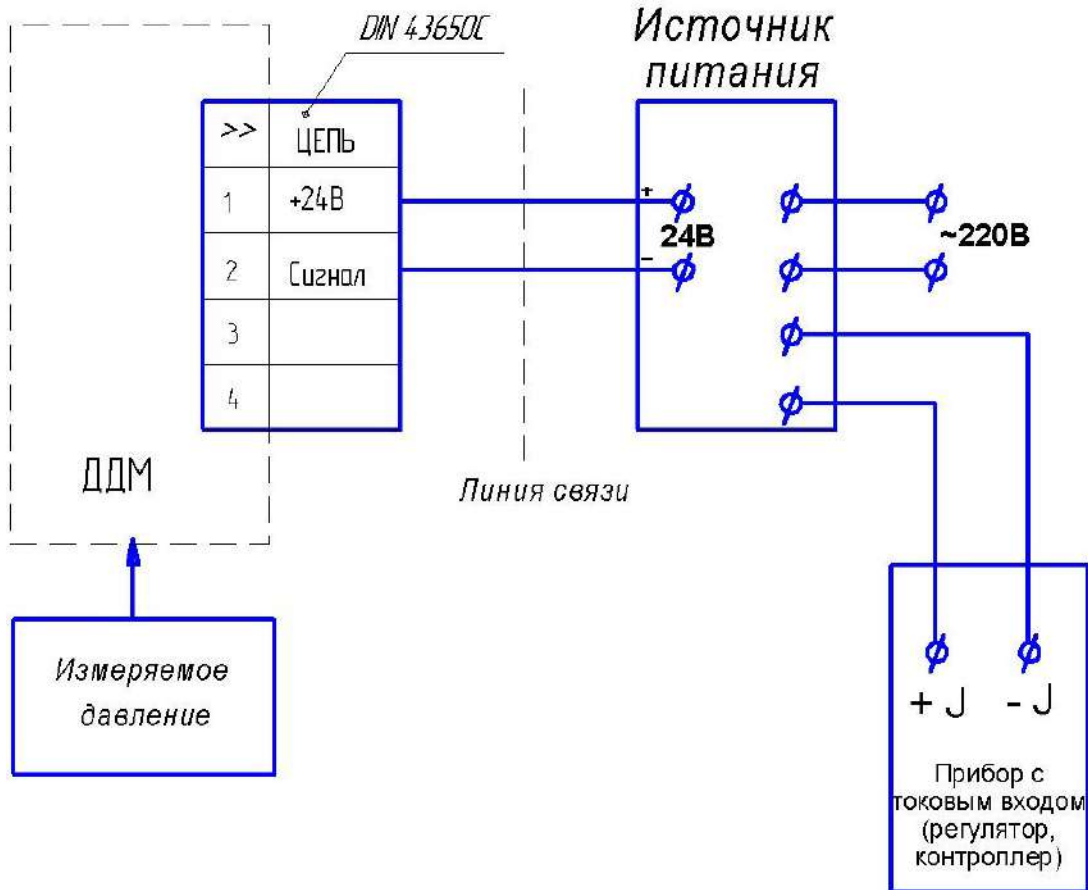 DIN 43650C
Источник
питания
>> ЦЕПЬ
1 +24В
2 Сигнал
3
4
+
24В
-
~220В
ДДМ
Линия связи
Измеряемое
давление
+ J - J
Прибор с
токовым входом
(регулятор,
контроллер)